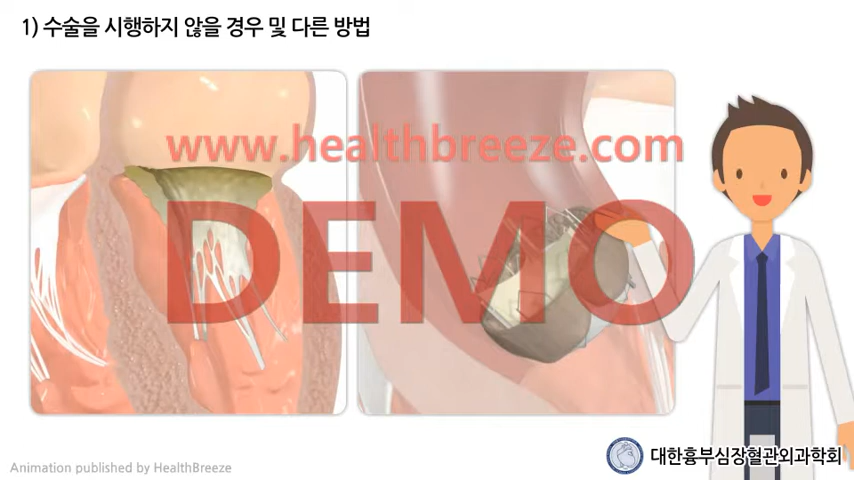 1) 수술을 시행하지 않을 경우 및 다른 방법
www.healthbreeze.com
DEMO
대한흉부심장혈관외과학회
Animation published by HealthBreeze